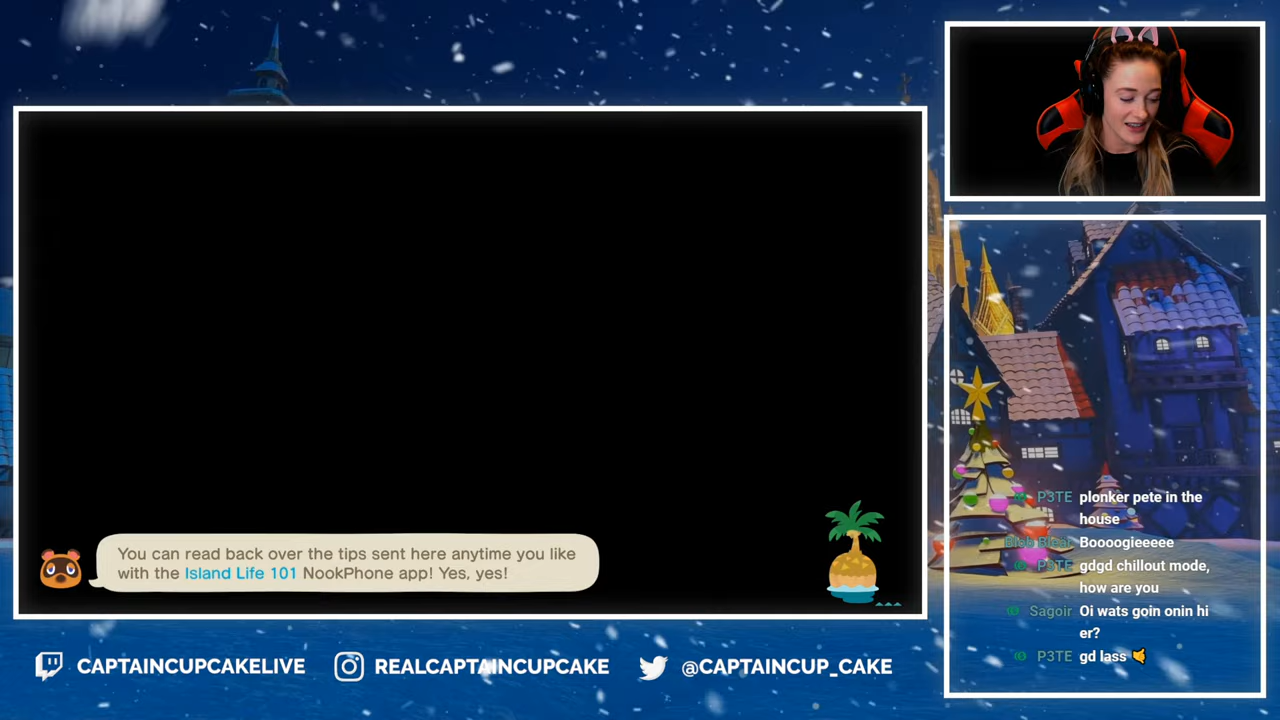 You can read back over the tips sent here anytime you like
with the Island Life 101 NookPhone app! Yes, yes!
P3TE plonker pete in the
house
Boooogieeeee
P3TE gdgd chillout mode,
how are you
Sagoir Oi wats goin onin hi
er?
P3TE gd lass
CAPTAINCUPCAKELIVE REALCAPTAINCUPCAKE @CAPTAINCUP_CAKE